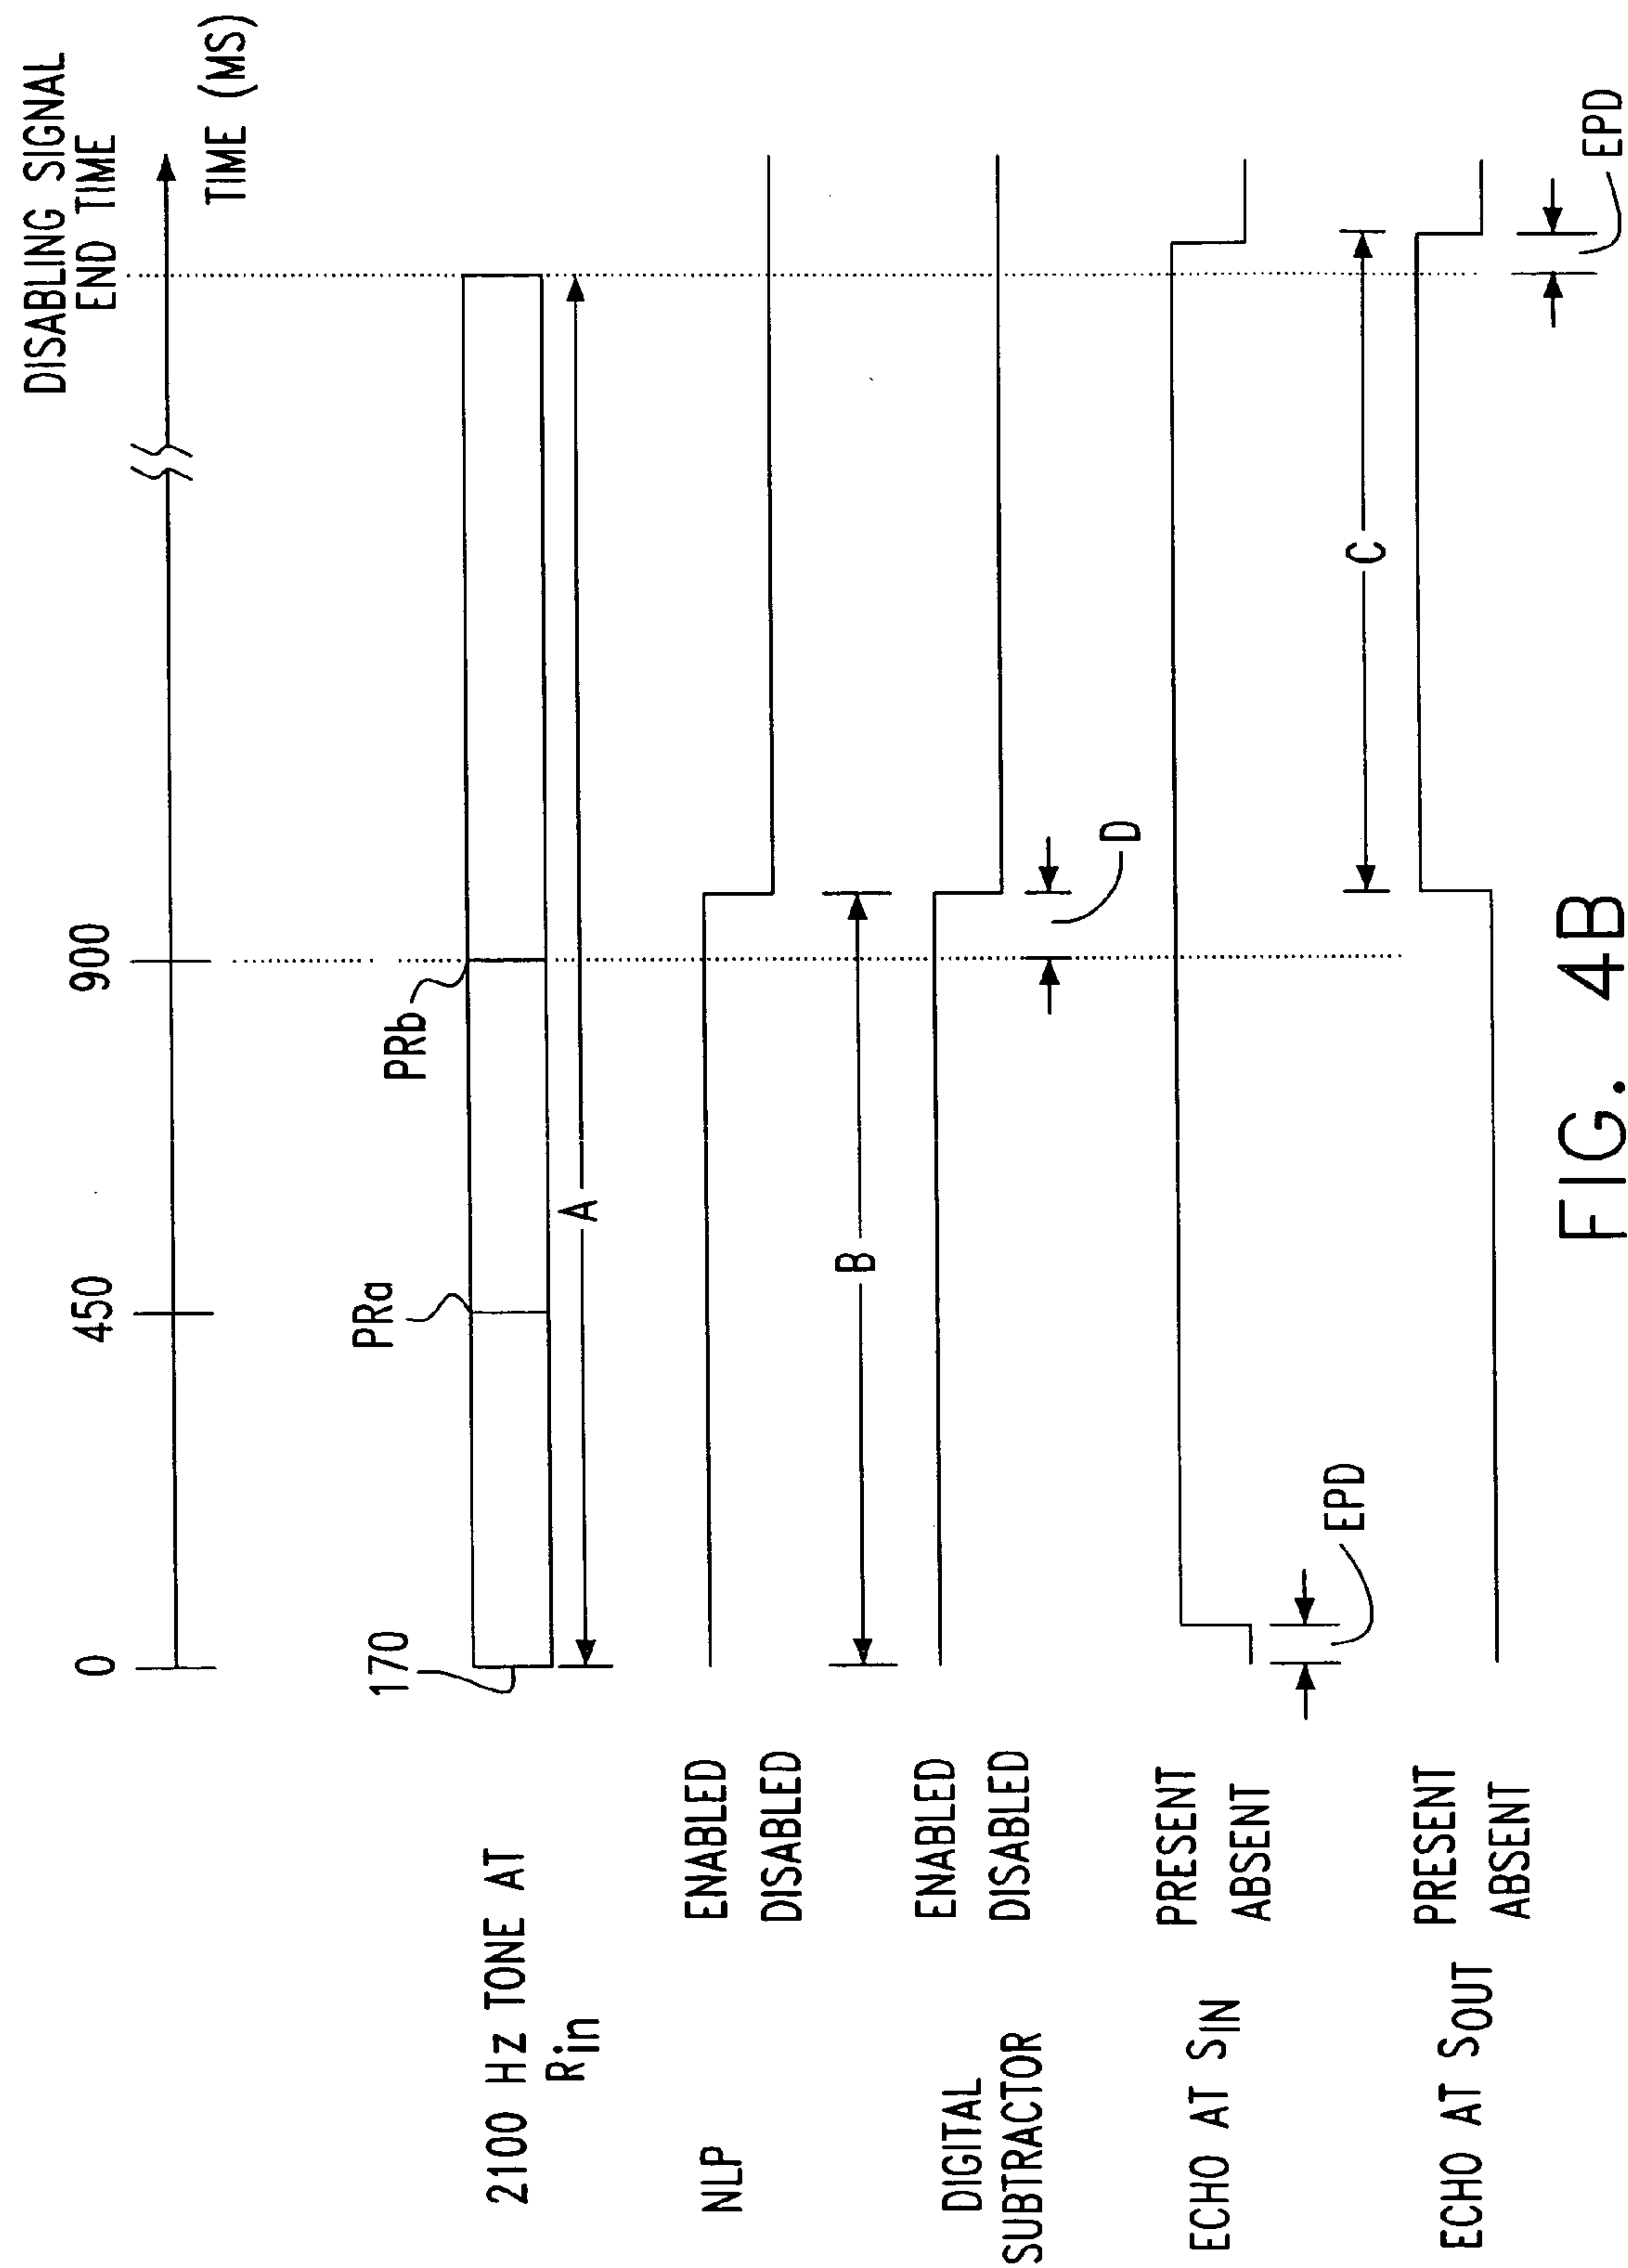 DISABLING SIGNAL
END TIME
0
450
900
TIME (MS)
170
PRa
PRb
2100 Hz TONE AT
Rin
A
NLP
ENABLED
DISABLED
B
DIGITAL
SUBTRACTOR
ENABLED
DISABLED
D
ECHO AT SIN
PRESENT
ABSENT
EPD
C
ECHO AT SOUT
PRESENT
ABSENT
EPD
FIG. 4B